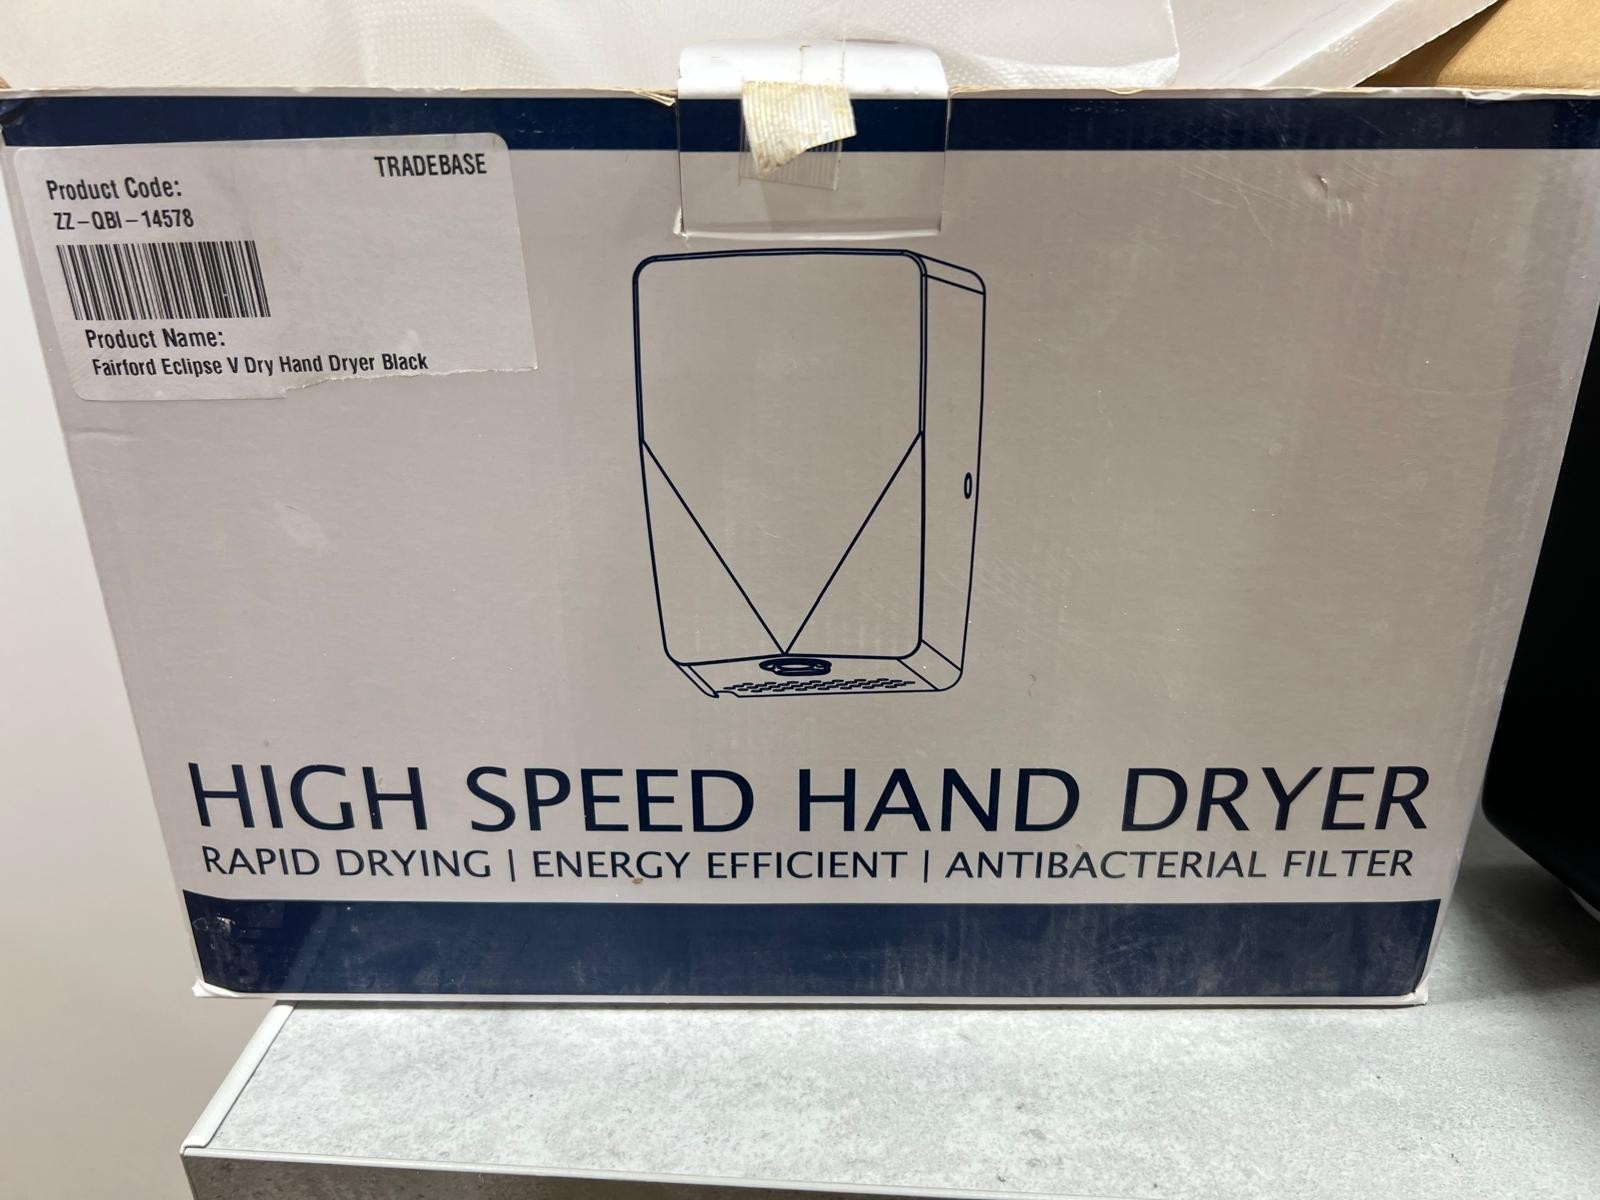 TRADEBASE
Product Code:
ZZ-QBI-14578
Product Name:
Fairford Eclipse V Dry Hand Dryer Black
HIGH SPEED HAND DRYER
RAPID DRYING | ENERGY EFFICIENT | ANTIBACTERIAL FILTER